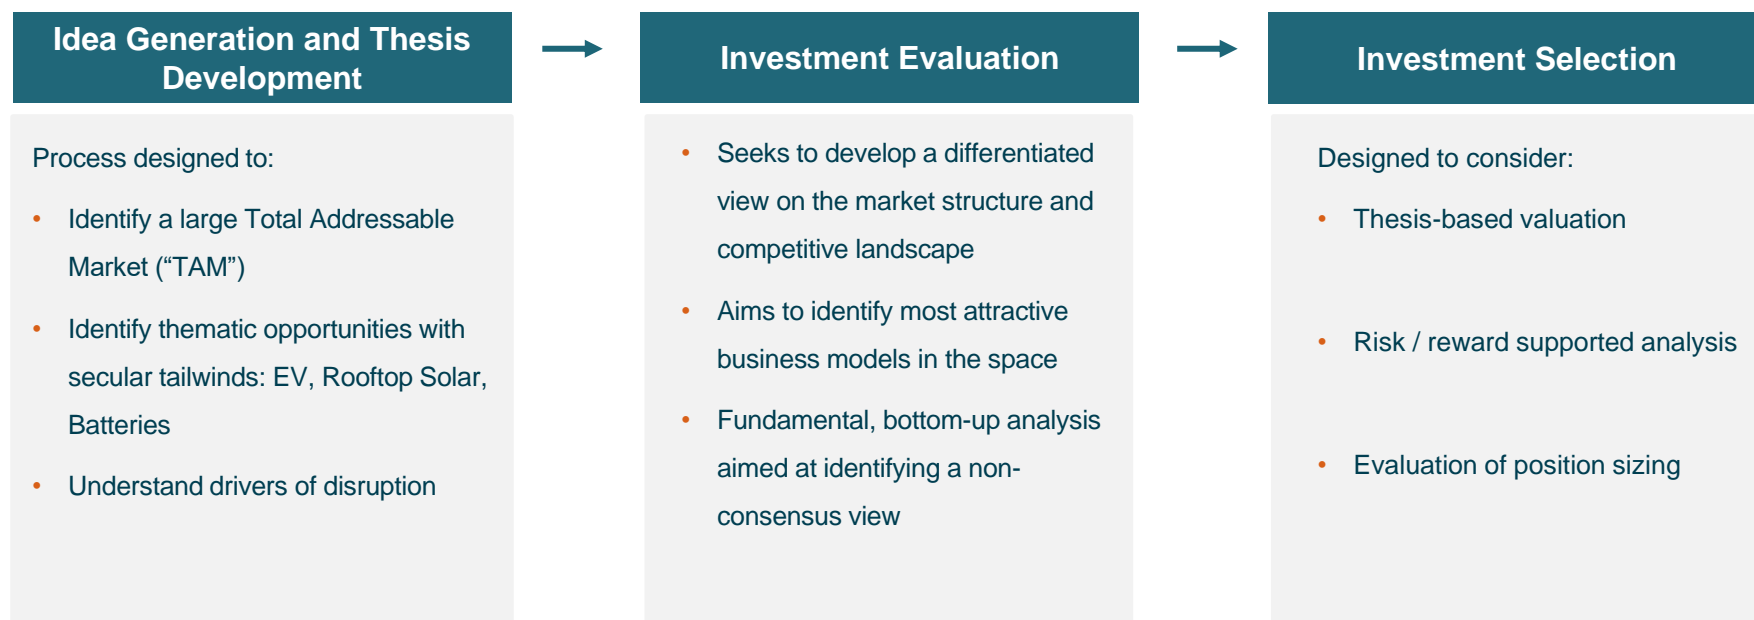 Idea Generation and Thesis
Development
Process designed to:
• Identify a large Total Addressable
Market (“TAM”)
• Identify thematic opportunities with
secular tailwinds: EV, Rooftop Solar,
Batteries
• Understand drivers of disruption
Investment Evaluation
• Seeks to develop a differentiated
view on the market structure and
competitive landscape
• Aims to identify most attractive
business models in the space
• Fundamental, bottom-up analysis
aimed at identifying a non-
consensus view
Investment Selection
Designed to consider:
• Thesis-based valuation
• Risk / reward supported analysis
• Evaluation of position sizing